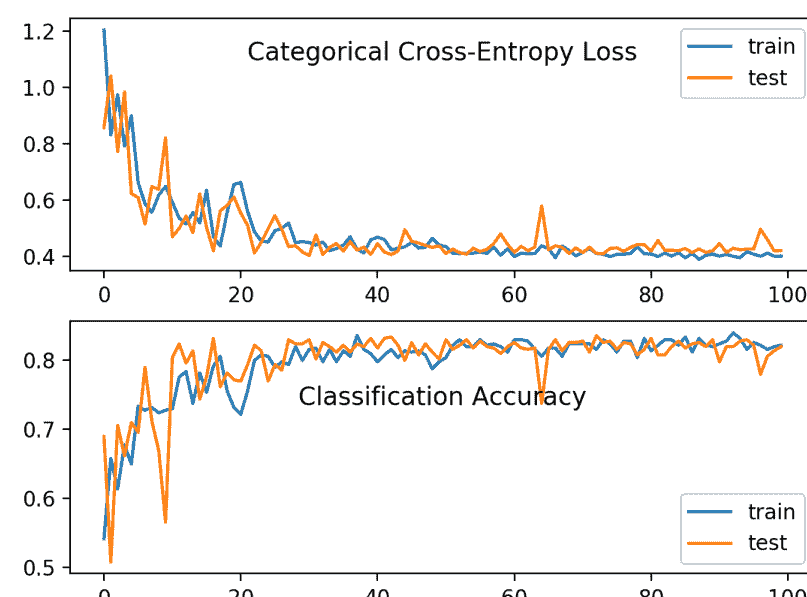 Categorical Cross-Entropy Loss
train
test
1.2
1.0
0.8
0.6
0.4
0 20 40 60 80 100
Classification Accuracy
0.8
0.7
0.6
0.5
train
test
0 20 40 60 80 100